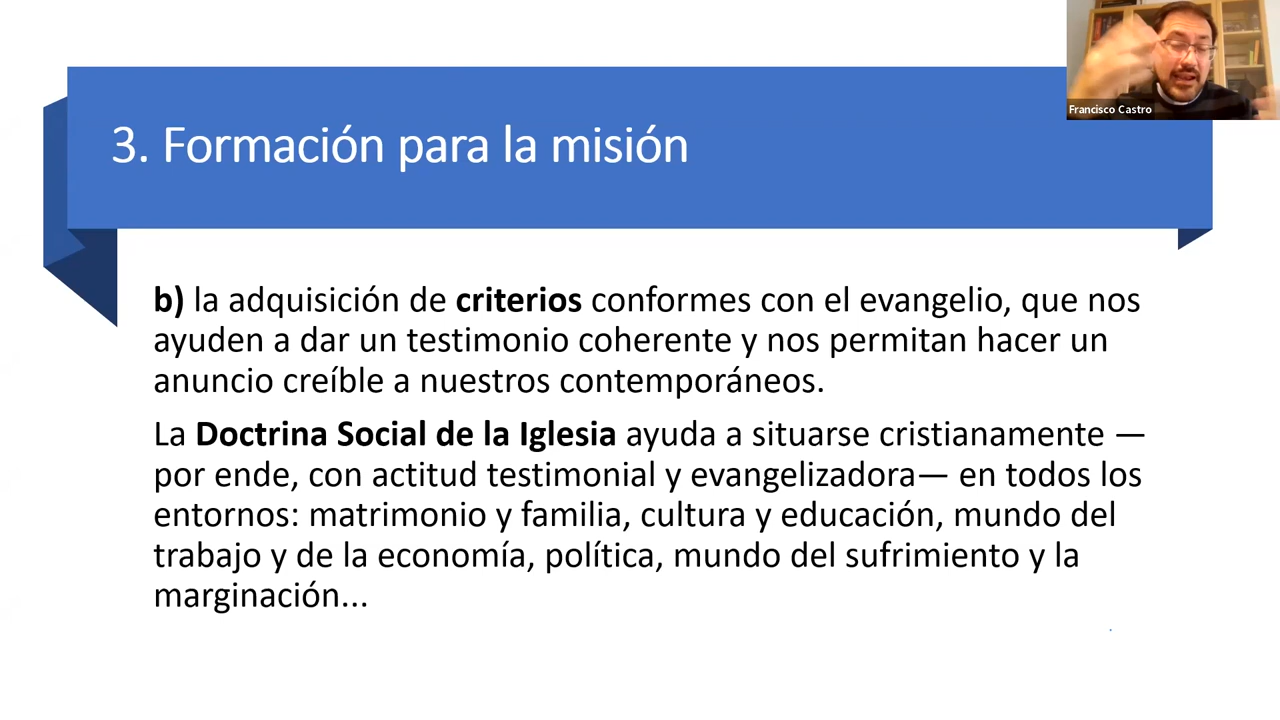 Francisco Castro
3. Formación para la misión
b) la adquisición de criterios conformes con el evangelio, que nos
ayuden a dar un testimonio coherente y nos permitan hacer un
anuncio creíble a nuestros contemporáneos.
La Doctrina Social de la Iglesia ayuda a situarse cristianamente —
por ende, con actitud testimonial y evangelizadora— en todos los
entornos: matrimonio y familia, cultura y educación, mundo del
trabajo y de la economía, política, mundo del sufrimiento y la
marginación...